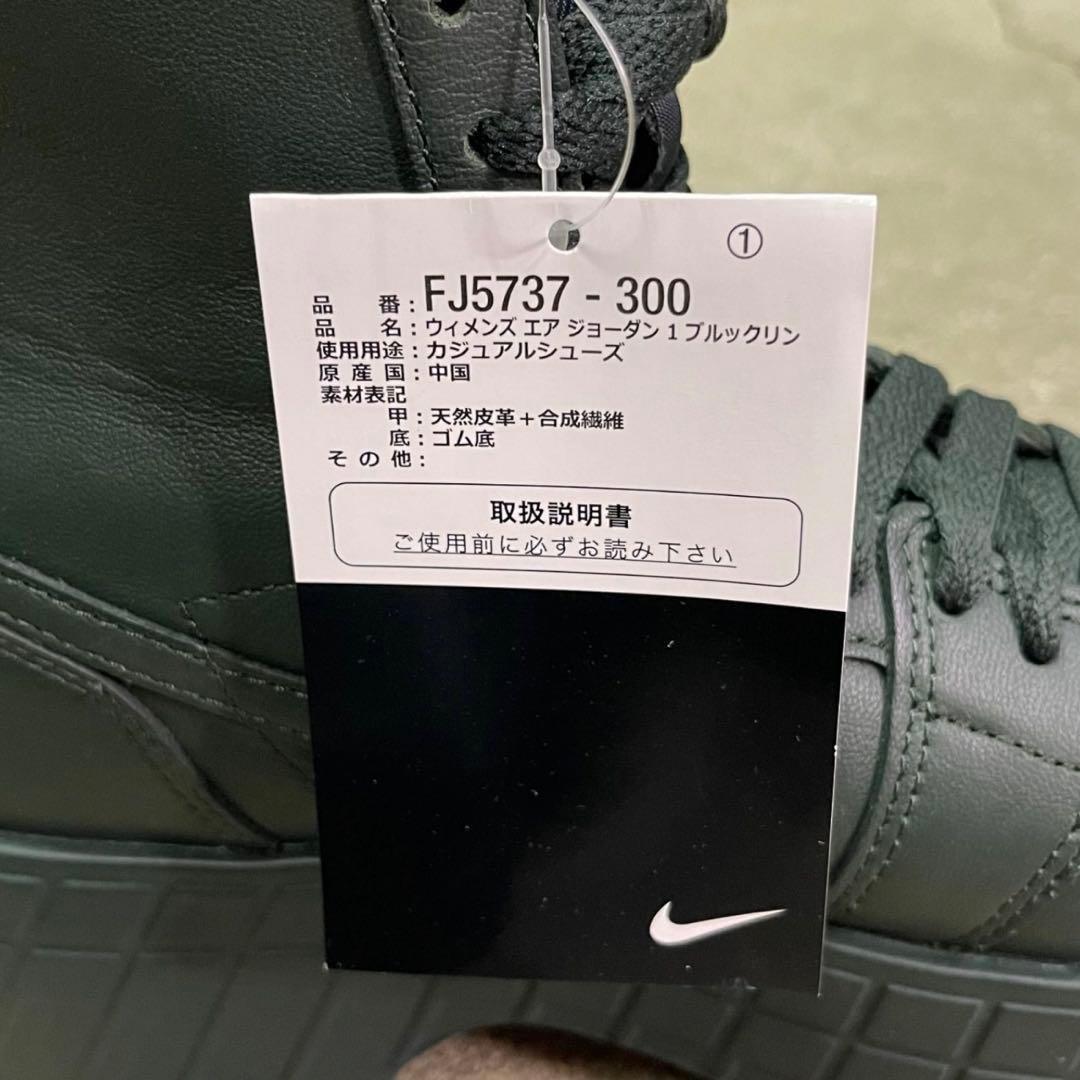 ①
品 番：FJ5737 - 300
品 名：ウィメンズ エア ジョーダン 1 ブルックリン
使用用途：カジュアルシューズ
原 産 国：中国
素材表記
甲：天然皮革＋合成繊維
底：ゴム底
そ の 他：
取扱説明書
ご使用前に必ずお読み下さい